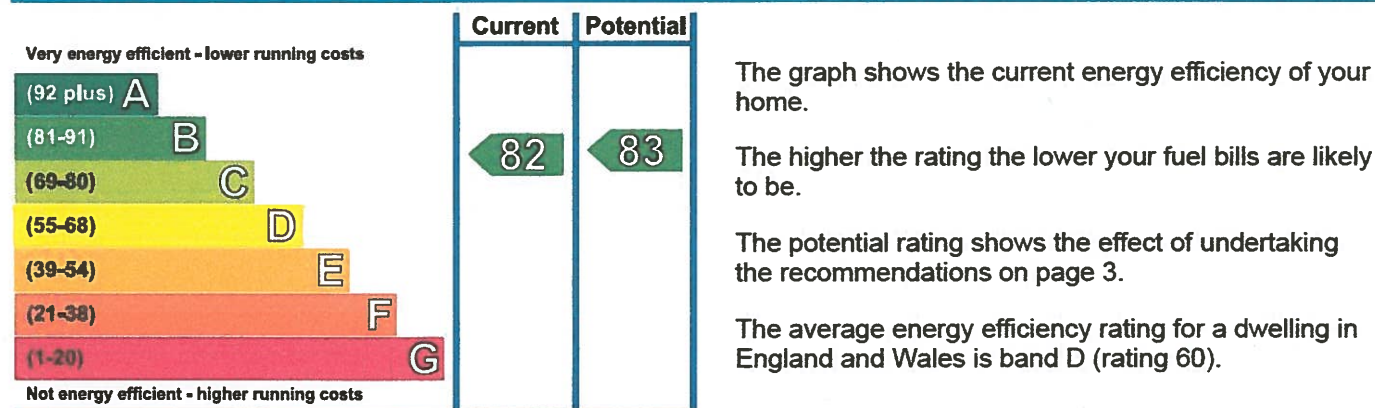 Current Potential
Very energy efficient - lower running costs
(92 plus) A
(81-91) B
(69-80) C
(55-68) D
(39-54) E
(21-38) F
(1-20) G
Not energy efficient - higher running costs
82
83
The graph shows the current energy efficiency of your
home.
The higher the rating the lower your fuel bills are likely
to be.
The potential rating shows the effect of undertaking
the recommendations on page 3.
The average energy efficiency rating for a dwelling in
England and Wales is band D (rating 60).